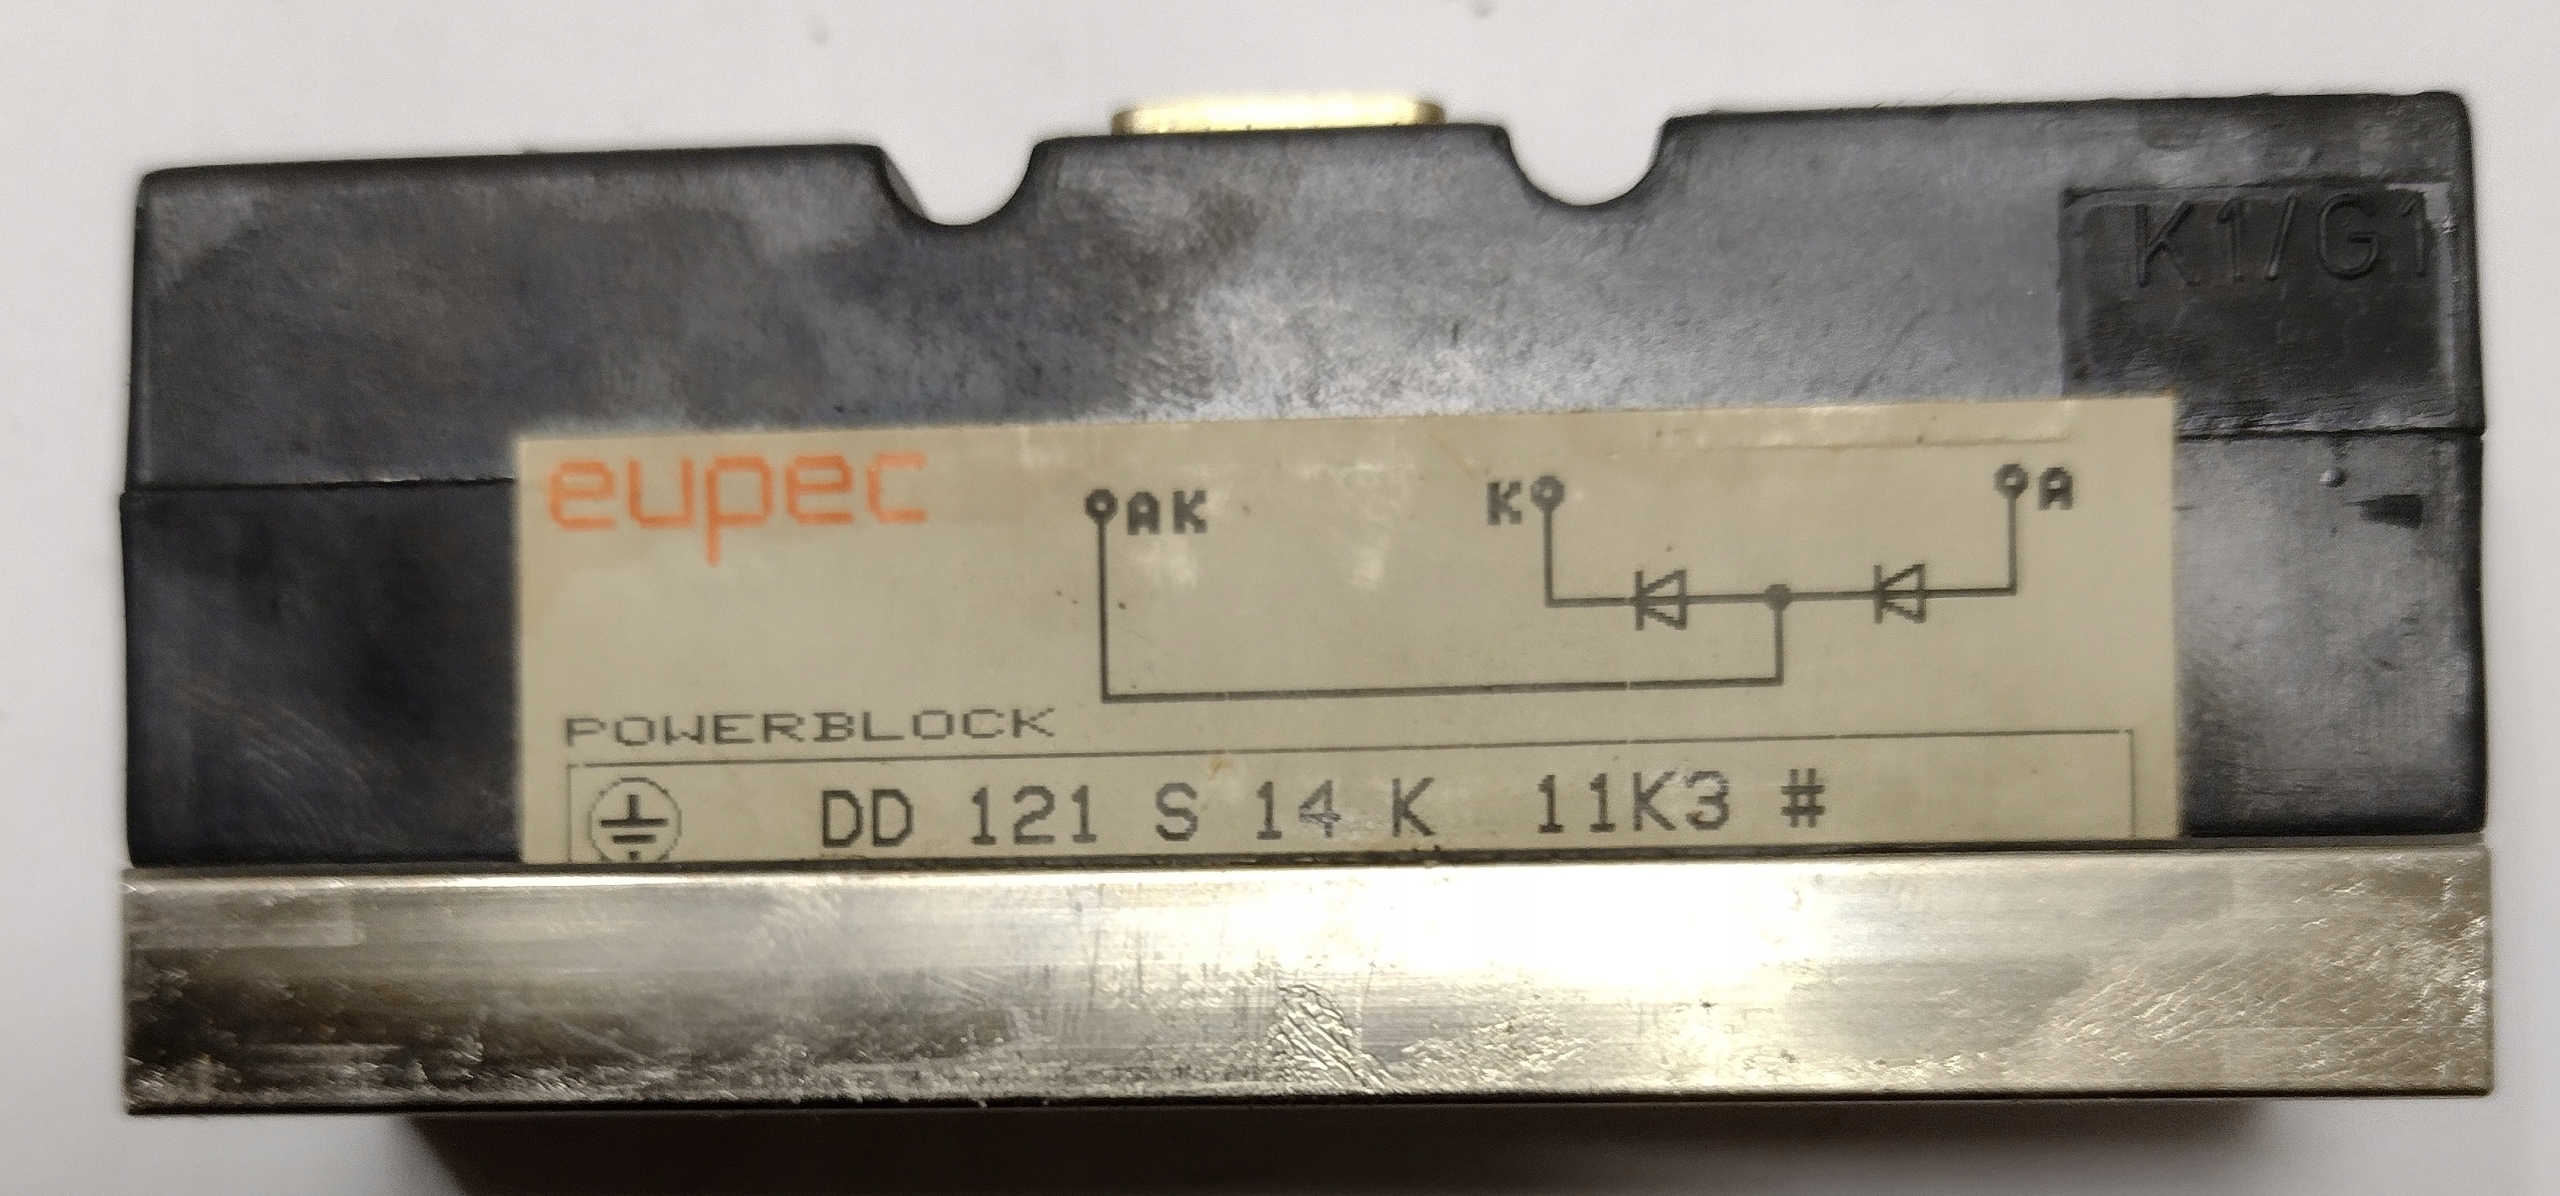 K1/G1
eupec
AK K A
POWERBLOCK
DD 121 S 14 K 11K3 #